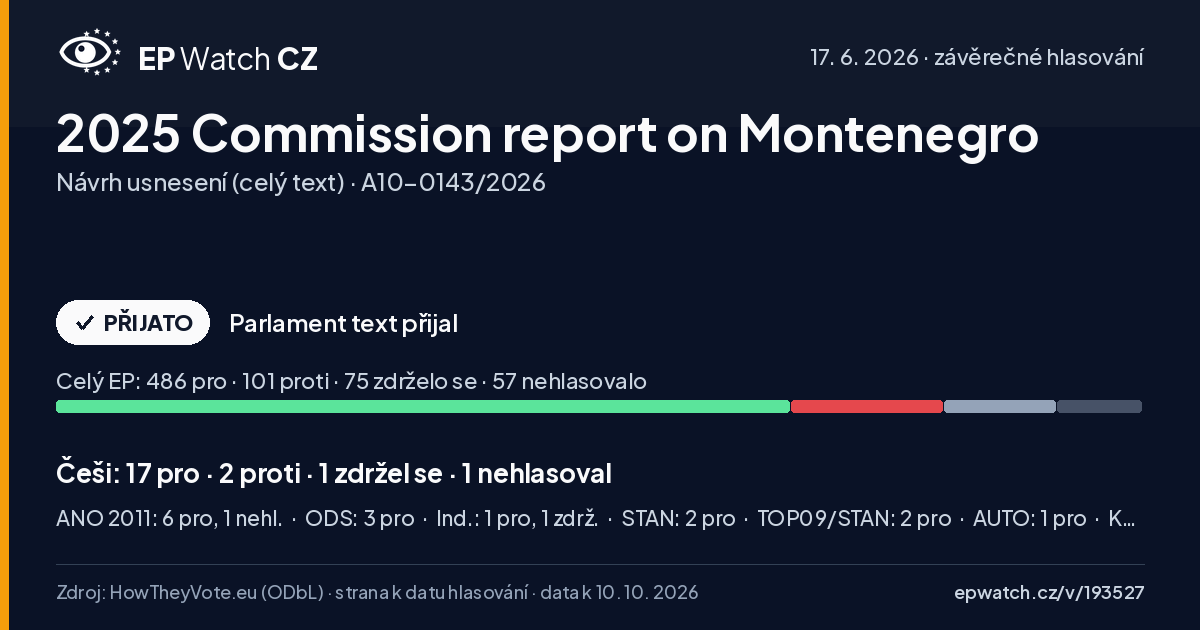 EP Watch CZ
17. 6. 2026 · závěrečné hlasování
2025 Commission report on Montenegro
Návrh usnesení (celý text) · A10–0143/2026
✓ PŘIJATO
Parlament text přijal
Celý EP: 486 pro · 101 proti · 75 zdrželo se · 57 nehlasovalo
Češi: 17 pro · 2 proti · 1 zdržel se · 1 nehlasoval
ANO 2011: 6 pro, 1 nehl. · ODS: 3 pro · Ind.: 1 pro, 1 zdrž. · STAN: 2 pro · TOP09/STAN: 2 pro · AUTO: 1 pro · K…
Zdroj: HowTheyVote.eu (ODbL) · strana k datu hlasování · data k 10. 10. 2026
epwatch.cz/v/193527